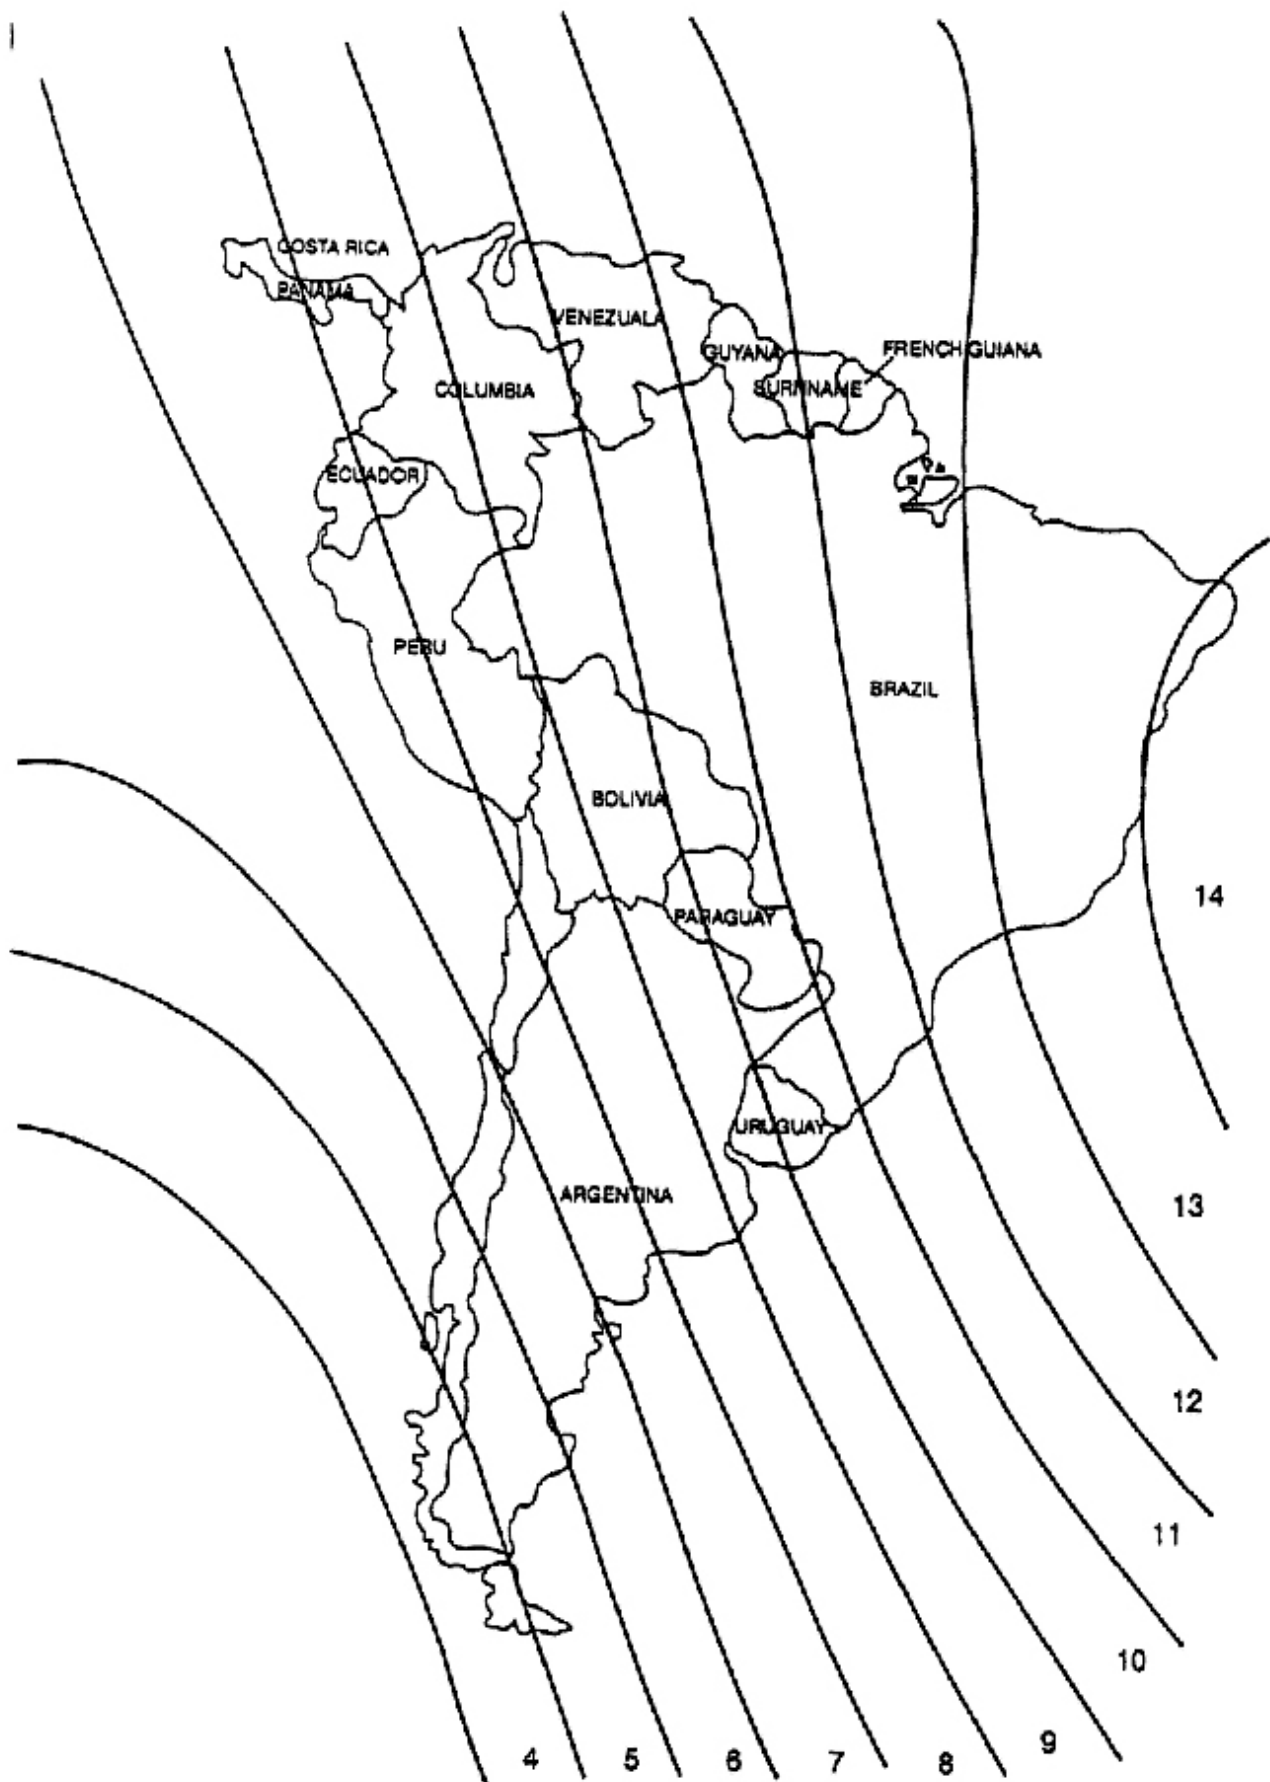 COSTA RICA
PANAMA
VENEZUALA
GUYANA
FRENCH GUIANA
COLUMBIA
SURNINAME
ECUADOR
PERU
BRAZIL
BOLIVIA
14
PARAGUAY
URUGUAY
ARGENTINA
13
12
11
10
4 5 6 7 8 9